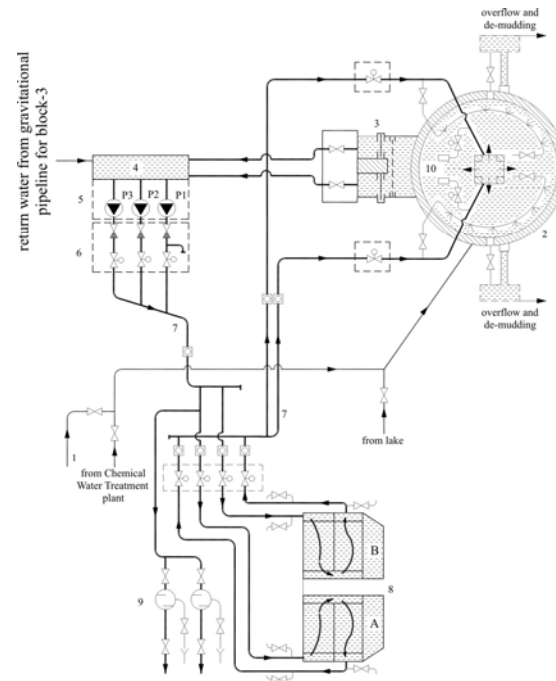 overflow and
de-mudding
return water from gravitational
pipeline for block-3
3
4
10
5
P3
P2
P1
2
6
overflow and
de-mudding
7
7
1
from Chemical
Water Treatment
plant
from lake
B
8
9
A